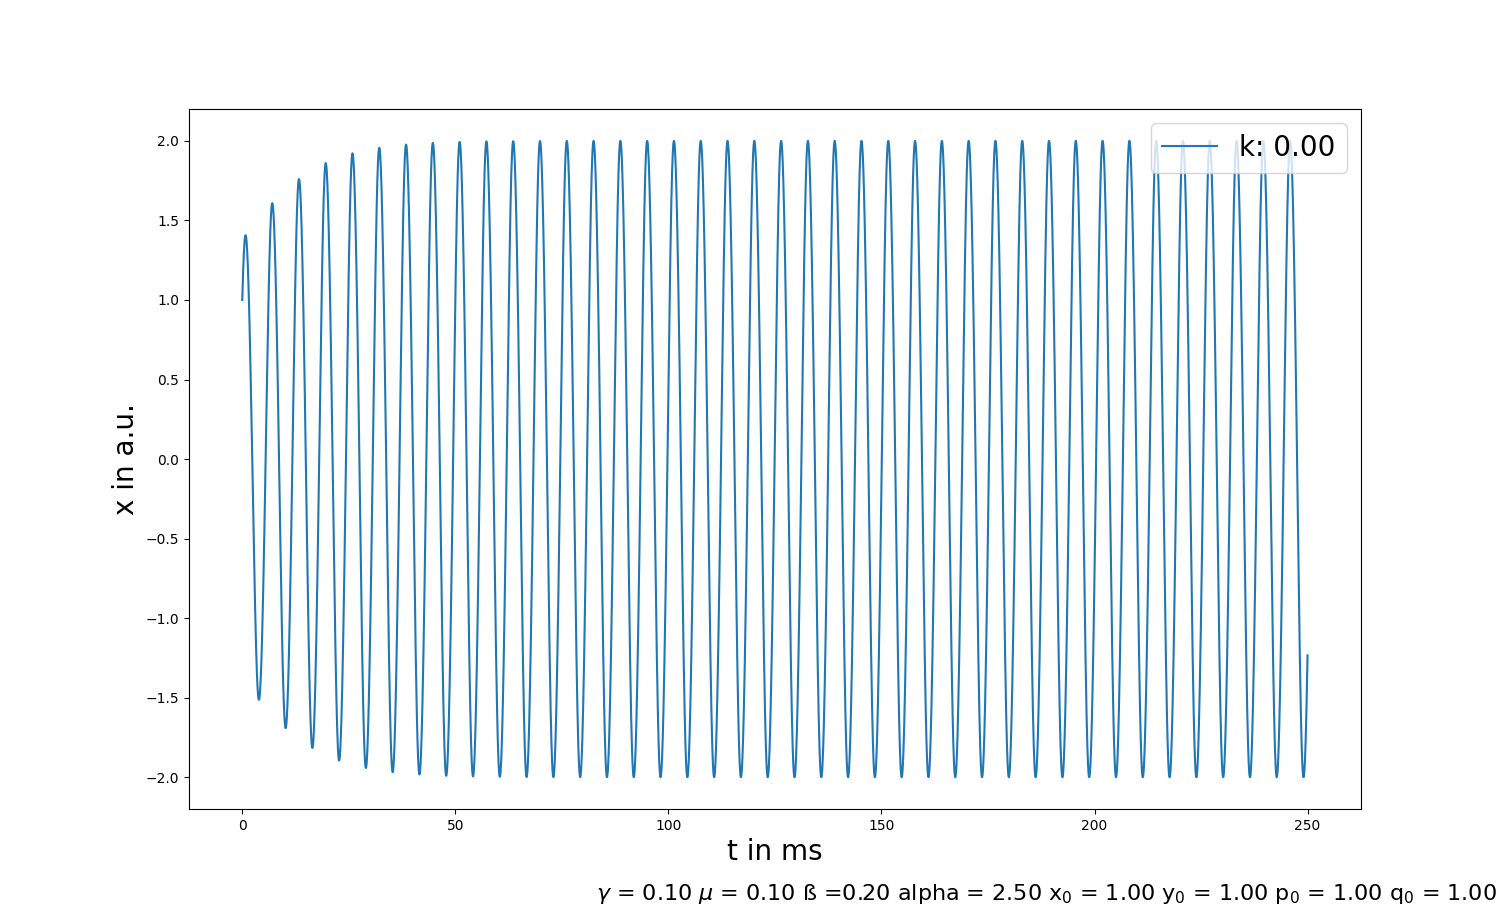 k: 0.00
2.0
1.5
1.0
0.5
0.0
−0.5
−1.0
−1.5
−2.0
x in a.u.
0 50 100 150 200 250
t in ms
γ = 0.10 μ = 0.10 ß =0.20 alpha = 2.50 x₀ = 1.00 y₀ = 1.00 p₀ = 1.00 q₀ = 1.00